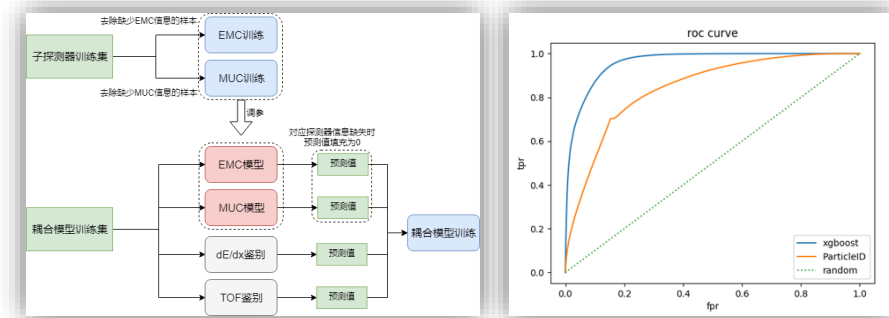 去除缺少EMC信息的样本
EMC训练
子探测器训练集
MUC训练
去除缺少MUC信息的样本
调参
对应探测器信息缺失时
预测值填充为0
EMC模型
预测值
MUC模型
预测值
耦合模型训练集
耦合模型训练
dE/dx鉴别
预测值
TOF鉴别
预测值
roc curve
1.0
0.8
0.6
0.4
0.2
0.0
tpr
0.0 0.2 0.4 0.6 0.8 1.0
fpr
xgboost
ParticleID
random